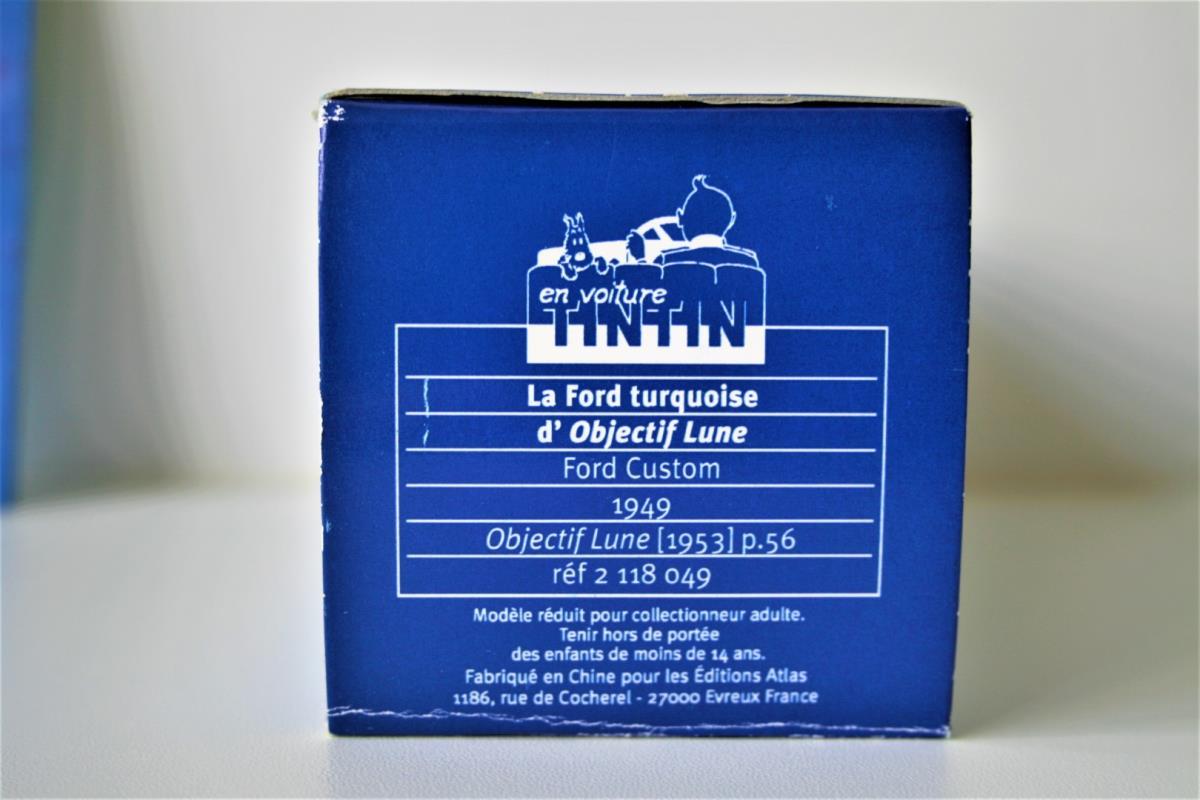 en voiture
TINTIN
La Ford turquoise
d' Objectif Lune
Ford Custom
1949
Objectif Lune [1953] p.56
réf 2 118 049
Modèle réduit pour collectionneur adulte.
Tenir hors de portée
des enfants de moins de 14 ans.
Fabriqué en Chine pour les Éditions Atlas
1186, rue de Cocherel - 27000 Evreux France